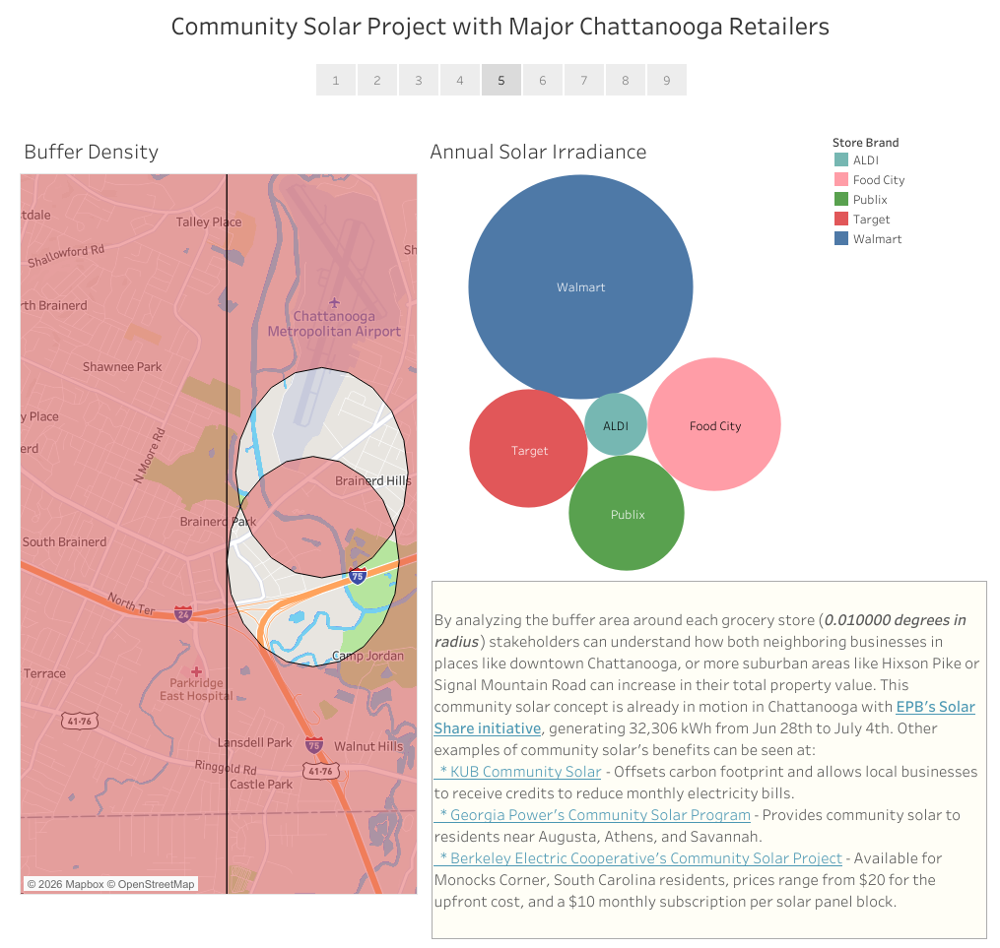 Community Solar Project with Major Chattanooga Retailers
1 2 3 4 5 6 7 8 9
Buffer Density
tdale
Talley Place
Sh
Shallowford Rd
rth Brainerd
Chattanooga
Metropolitan Airport
Shawnee Park
y Place
erd
N Moore Rd
Brainerd Hills
Brainerd Park
South Brainerd
75
North Ter
24
Camp Jordan
Terrace
Parkridge
East Hospital
41-76
Lansdell Park
75
Walnut Hills
Ringgold Rd
41-76
Castle Park
© 2026 Mapbox © OpenStreetMap
Annual Solar Irradiance
Walmart
Target
ALDI
Food City
Publix
Store Brand
ALDI
Food City
Publix
Target
Walmart
By analyzing the buffer area around each grocery store (0.010000 degrees in
radius) stakeholders can understand how both neighboring businesses in
places like downtown Chattanooga, or more suburban areas like Hixson Pike or
Signal Mountain Road can increase in their total property value. This
community solar concept is already in motion in Chattanooga with EPB's Solar
Share initiative, generating 32,306 kWh from Jun 28th to July 4th. Other
examples of community solar's benefits can be seen at:
* KUB Community Solar - Offsets carbon footprint and allows local businesses
to receive credits to reduce monthly electricity bills.
* Georgia Power's Community Solar Program - Provides community solar to
residents near Augusta, Athens, and Savannah.
* Berkeley Electric Cooperative's Community Solar Project - Available for
Monocks Corner, South Carolina residents, prices range from $20 for the
upfront cost, and a $10 monthly subscription per solar panel block.